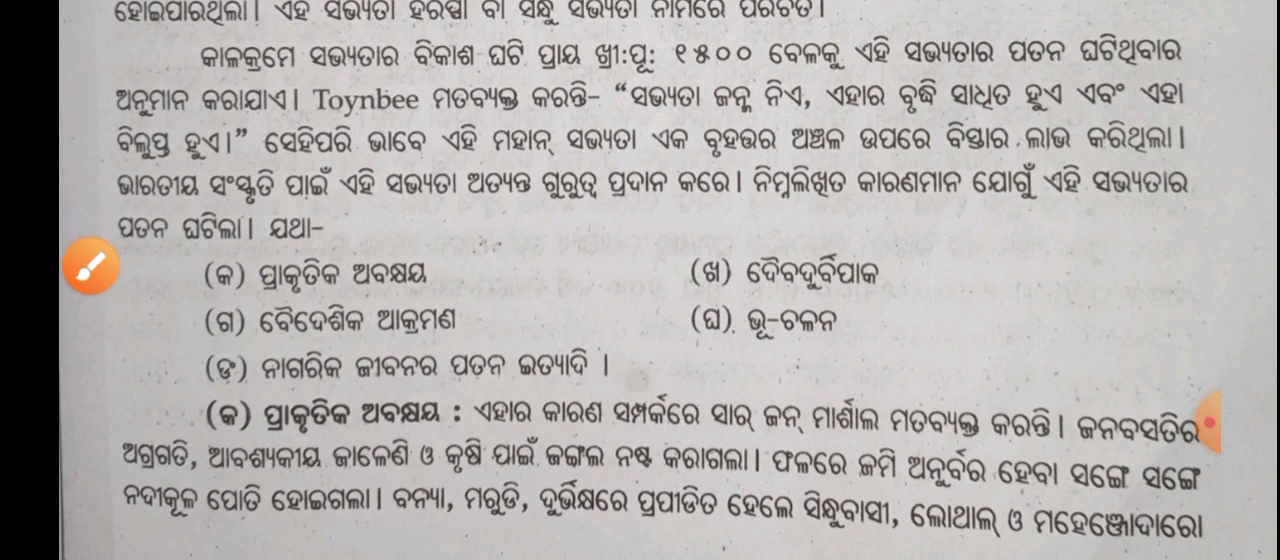 ହୋଇପାରିଥିଲା। ଏହି ସଭ୍ୟତା ହରପ୍ପା ବା ସିନ୍ଧୁ ସଭ୍ୟତା ନାମରେ ପରିଚିତ।
କାଳକ୍ରମେ ସଭ୍ୟତାର ବିକାଶ ଘଟି ପ୍ରାୟ ଖ୍ରୀ:ପୂ: ୧୫୦୦ ବେଳକୁ ଏହି ସଭ୍ୟତାର ପତନ ଘଟିଥିବାର
ଅନୁମାନ କରାଯାଏ। Toynbee ମତବ୍ୟକ୍ତ କରନ୍ତି- “ସଭ୍ୟତା ଜନ୍ମ ନିଏ, ଏହାର ବୃଦ୍ଧି ସାଧିତ ହୁଏ ଏବଂ ଏହା
ବିଲୁପ୍ତ ହୁଏ।” ସେହିପରି ଭାବେ ଏହି ମହାନ୍ ସଭ୍ୟତା ଏକ ବୃହତ୍ତର ଅଞ୍ଚଳ ଉପରେ ବିସ୍ତାର ଲାଭ କରିଥିଲା।
ଭାରତୀୟ ସଂସ୍କୃତି ପାଇଁ ଏହି ସଭ୍ୟତା ଅତ୍ୟନ୍ତ ଗୁରୁତ୍ୱ ପ୍ରଦାନ କରେ। ନିମ୍ନଲିଖିତ କାରଣମାନ ଯୋଗୁଁ ଏହି ସଭ୍ୟତାର
ପତନ ଘଟିଲା। ଯଥା-
(କ) ପ୍ରାକୃତିକ ଅବକ୍ଷୟ (ଖ) ଦୈବଦୁର୍ବିପାକ
(ଗ) ବୈଦେଶିକ ଆକ୍ରମଣ (ଘ) ଭୂ-ଚଳନ
(ଙ) ନାଗରିକ ଜୀବନର ପତନ ଇତ୍ୟାଦି ।
(କ) ପ୍ରାକୃତିକ ଅବକ୍ଷୟ : ଏହାର କାରଣ ସମ୍ପର୍କରେ ସାର୍ ଜନ୍ ମାର୍ଶାଲ ମତବ୍ୟକ୍ତ କରନ୍ତି। ଜନବସତିର
ଅଗ୍ରଗତି, ଆବଶ୍ୟକୀୟ ଜାଳେଣି ଓ କୃଷି ପାଇଁ ଜଙ୍ଗଲ ନଷ୍ଟ କରାଗଲା। ଫଳରେ ଜମି ଅନୁର୍ବର ହେବା ସଙ୍ଗେ ସଙ୍ଗେ
ନଦୀକୂଳ ପୋତି ହୋଇଗଲା। ବନ୍ୟା, ମରୁଡି, ଦୁର୍ଭିକ୍ଷରେ ପ୍ରପୀଡିତ ହେଲେ ସିନ୍ଧୁବାସୀ, ଲୋଥାଲ୍ ଓ ମହେଞ୍ଜୋଦାରୋ